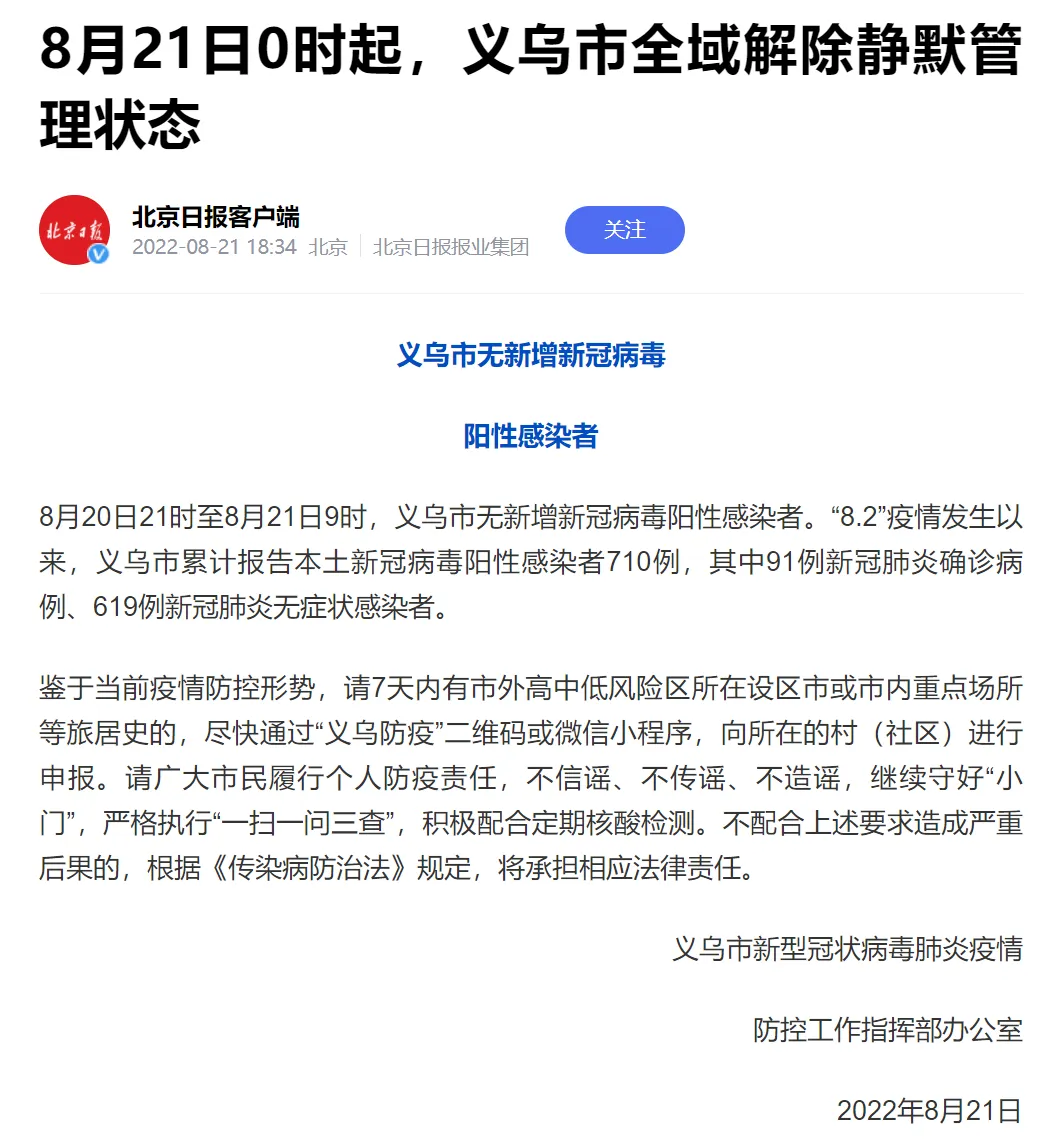 8月21日0时起，义乌市全域解除静默管
理状态
北京日报
北京日报客户端
2022-08-21 18:34 北京 北京日报报业集团
关注
义乌市无新增新冠病毒
阳性感染者
8月20日21时至8月21日9时，义乌市无新增新冠病毒阳性感染者。“8.2”疫情发生以
来，义乌市累计报告本土新冠病毒阳性感染者710例，其中91例新冠肺炎确诊病
例、619例新冠肺炎无症状感染者。
鉴于当前疫情防控形势，请7天内有市外高中低风险区所在设区市或市内重点场所
等旅居史的，尽快通过“义乌防疫”二维码或微信小程序，向所在的村（社区）进行
申报。请广大市民履行个人防疫责任，不信谣、不传谣、不造谣，继续守好“小
门”，严格执行“一扫一问三查”，积极配合定期核酸检测。不配合上述要求造成严重
后果的，根据《传染病防治法》规定，将承担相应法律责任。
义乌市新型冠状病毒肺炎疫情
防控工作指挥部办公室
2022年8月21日